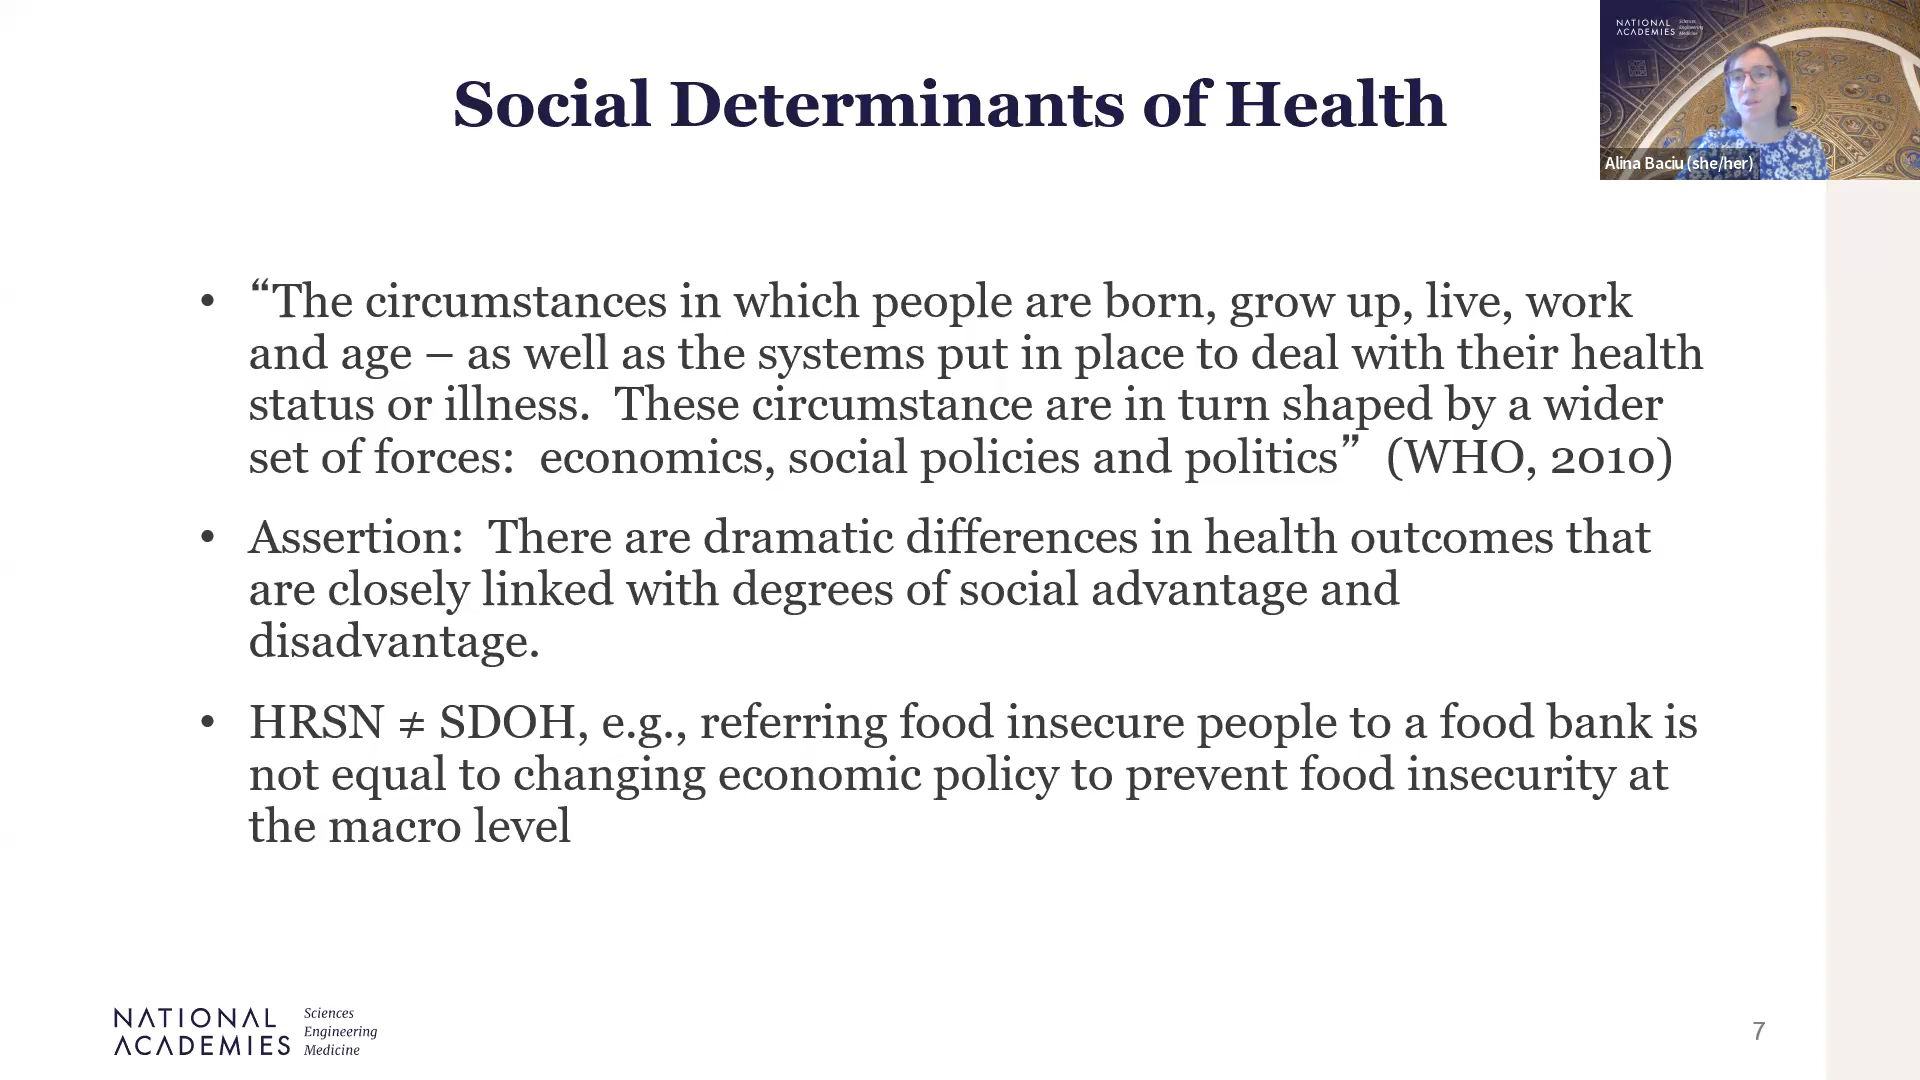 Social Determinants of Health
NATIONAL
ACADEMIES
Sciences
Engineering
Medicine
Alina Baciu (she/her)
• “The circumstances in which people are born, grow up, live, work
and age – as well as the systems put in place to deal with their health
status or illness.  These circumstance are in turn shaped by a wider
set of forces:  economics, social policies and politics”  (WHO, 2010)
• Assertion:  There are dramatic differences in health outcomes that
are closely linked with degrees of social advantage and
disadvantage.
• HRSN ≠ SDOH, e.g., referring food insecure people to a food bank is
not equal to changing economic policy to prevent food insecurity at
the macro level
NATIONAL
ACADEMIES
Sciences
Engineering
Medicine
7